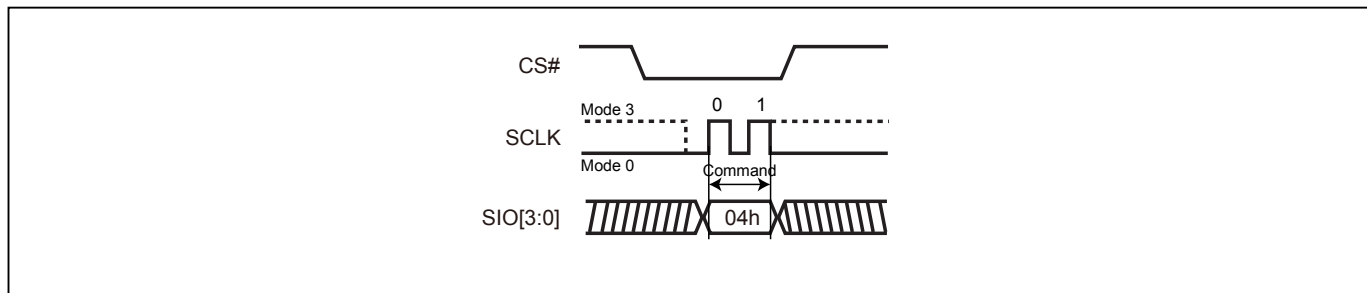 CS#
Mode 3
0 1
SCLK
Mode 0
Command
SIO[3:0]
04h